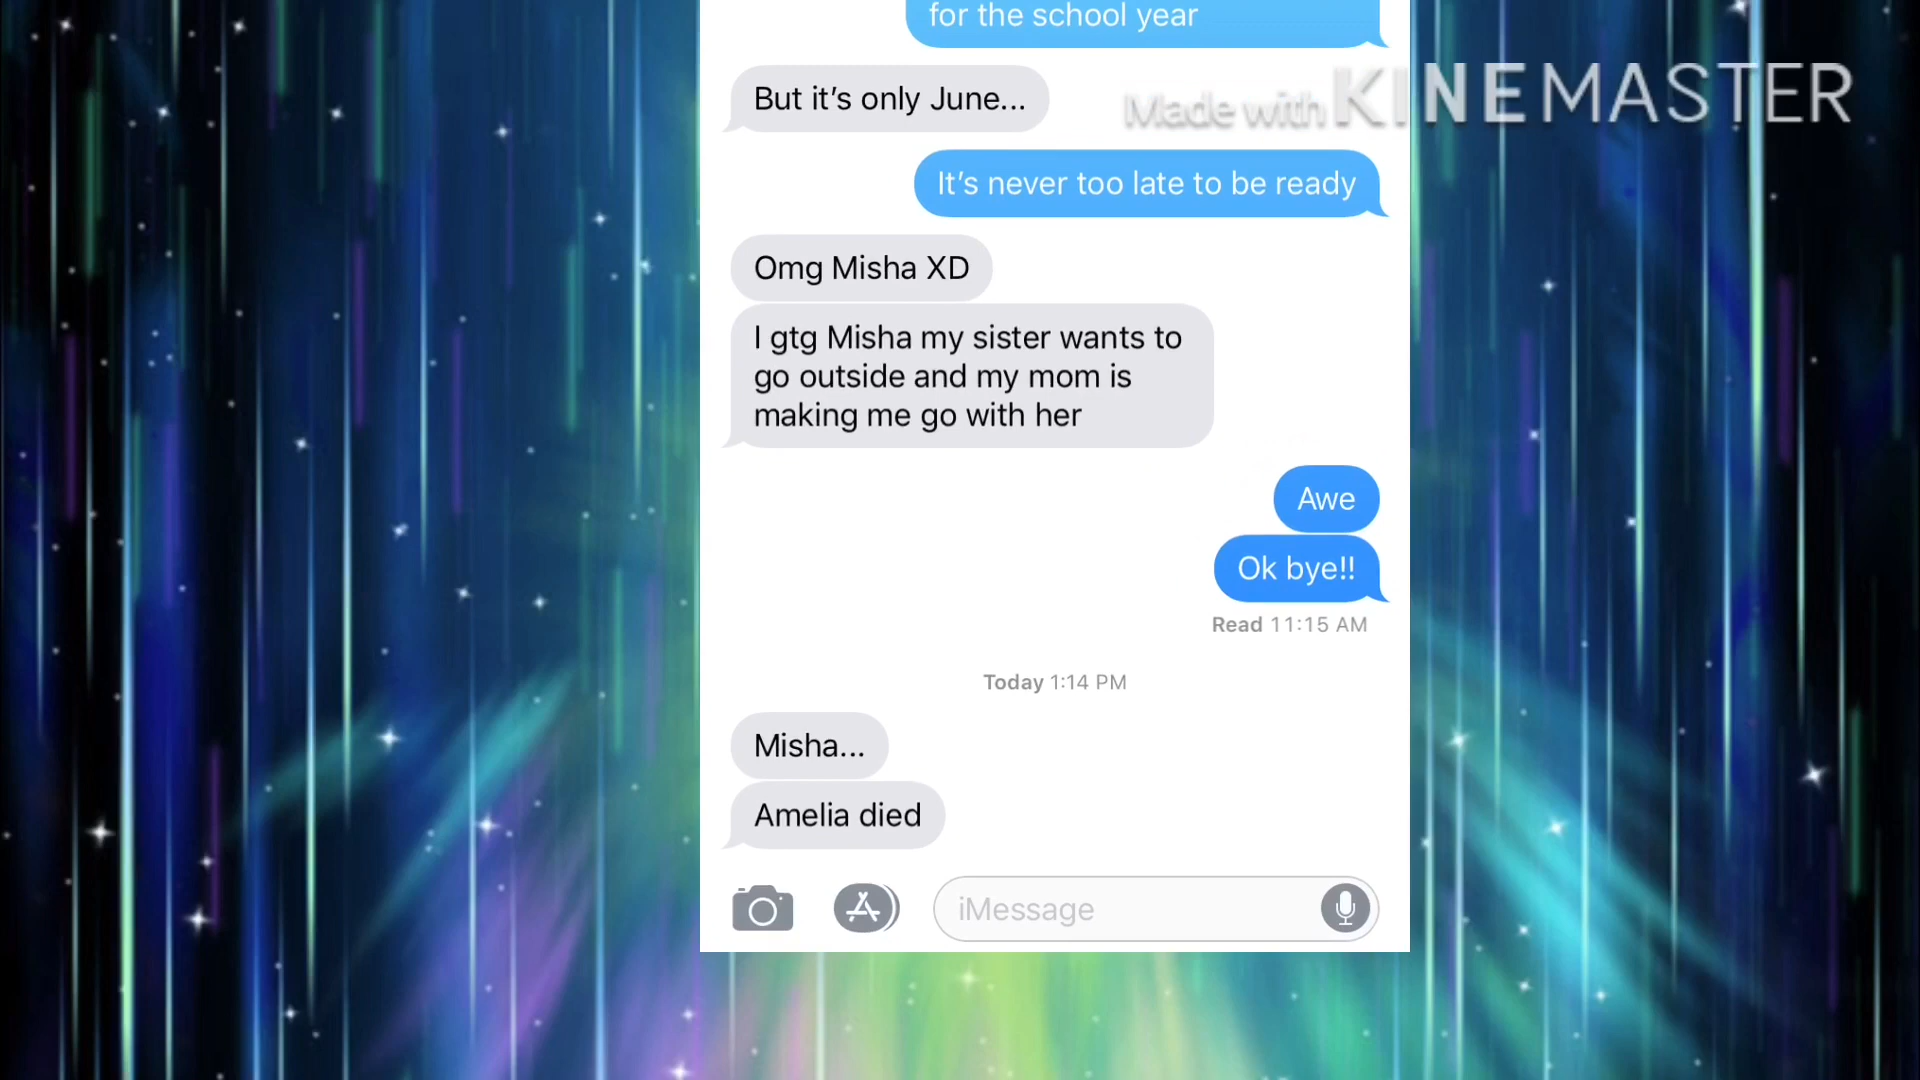 for the school year
But it’s only June...
Made with KINEMASTER
It’s never too late to be ready
Omg Misha XD
I gtg Misha my sister wants to
go outside and my mom is
making me go with her
Awe
Ok bye!!
Read 11:15 AM
Today 1:14 PM
Misha...
Amelia died
iMessage